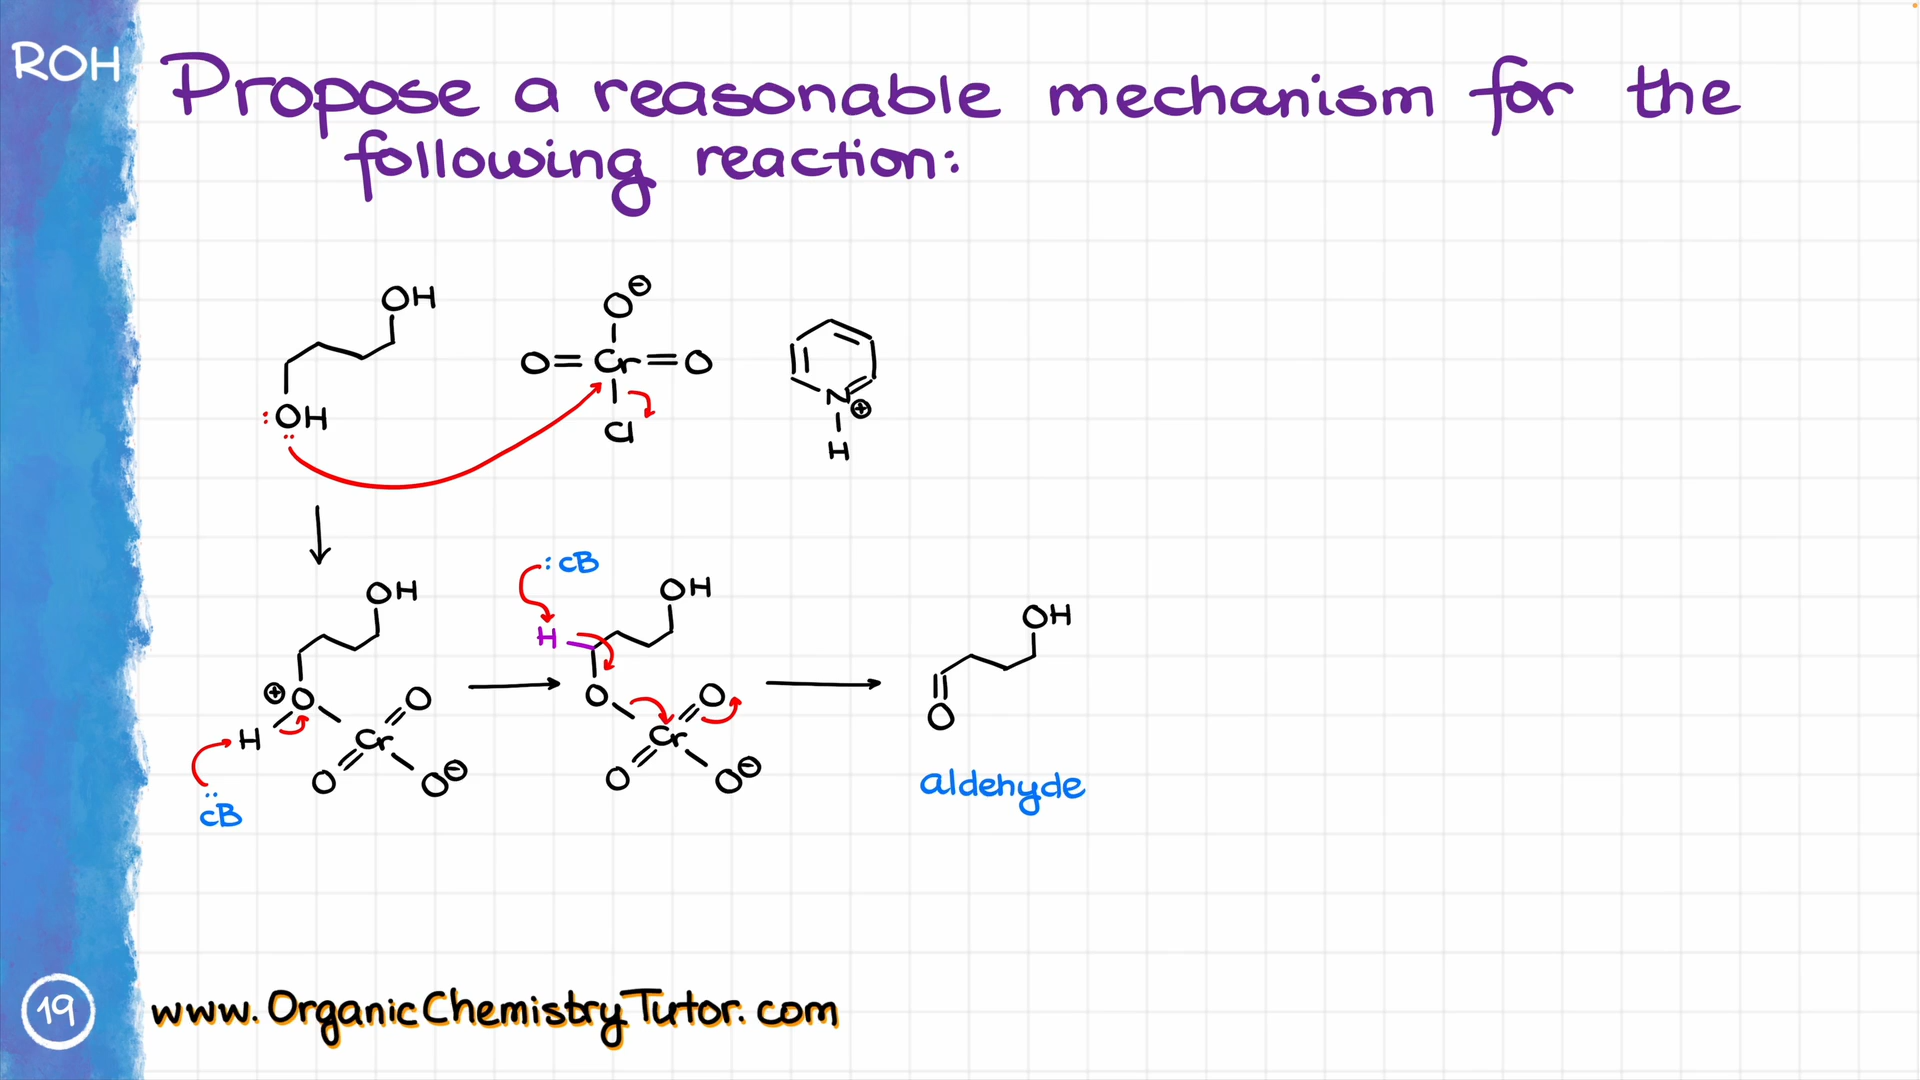 ROH
Propose a reasonable mechanism for the
following reaction:
OH
O⊖
O=Cr=O
:OH
Cl
N⊕
H
:cB
OH
OH
OH
H
⊕
O
O
O
O
H
Cr
Cr
O
O
O⊖
O
O⊖
cB
aldehyde
19
www.OrganicChemistryTutor.com